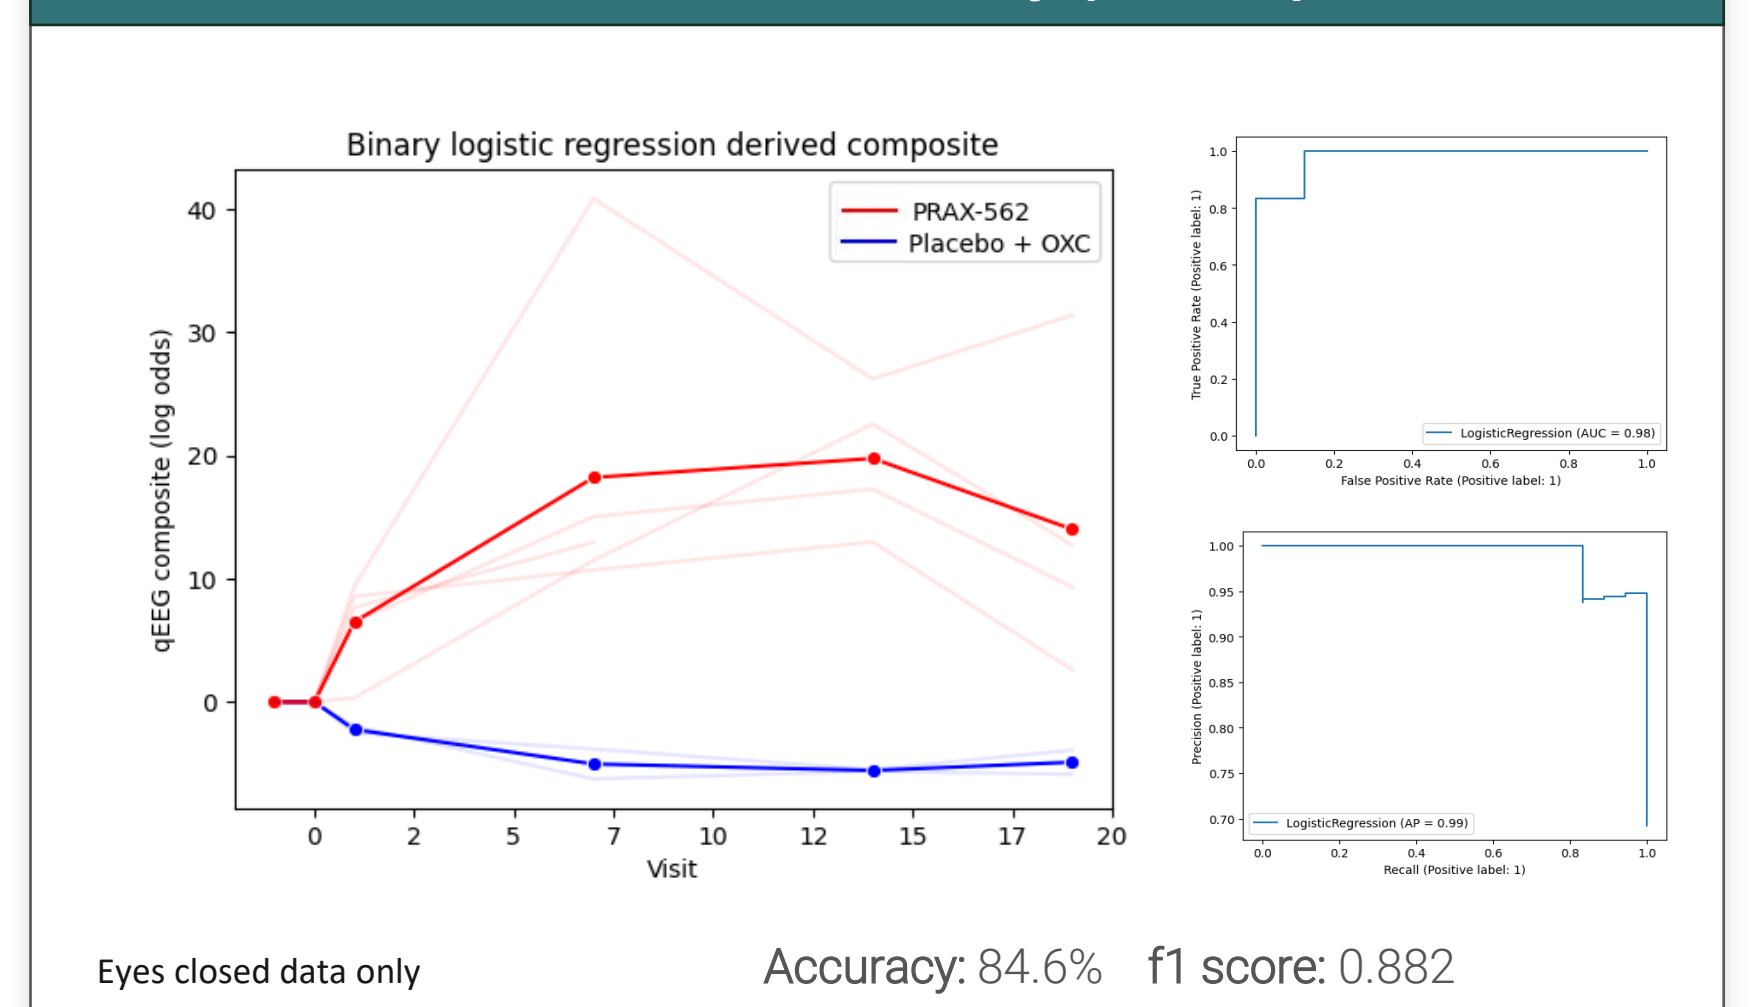 Binary logistic regression derived composite
PRAX-562
Placebo + OXC
qEEG composite (log odds)
40
30
20
10
0
0 2 5 7 10 12 15 17 20
Visit
True Positive Rate (Positive label: 1)
1.0
0.8
0.6
0.4
0.2
0.0
LogisticRegression (AUC = 0.98)
0.0 0.2 0.4 0.6 0.8 1.0
False Positive Rate (Positive label: 1)
Precision (Positive label: 1)
1.00
0.95
0.90
0.85
0.80
0.75
0.70
LogisticRegression (AP = 0.99)
0.0 0.2 0.4 0.6 0.8 1.0
Recall (Positive label: 1)
Eyes closed data only
Accuracy: 84.6% f1 score: 0.882